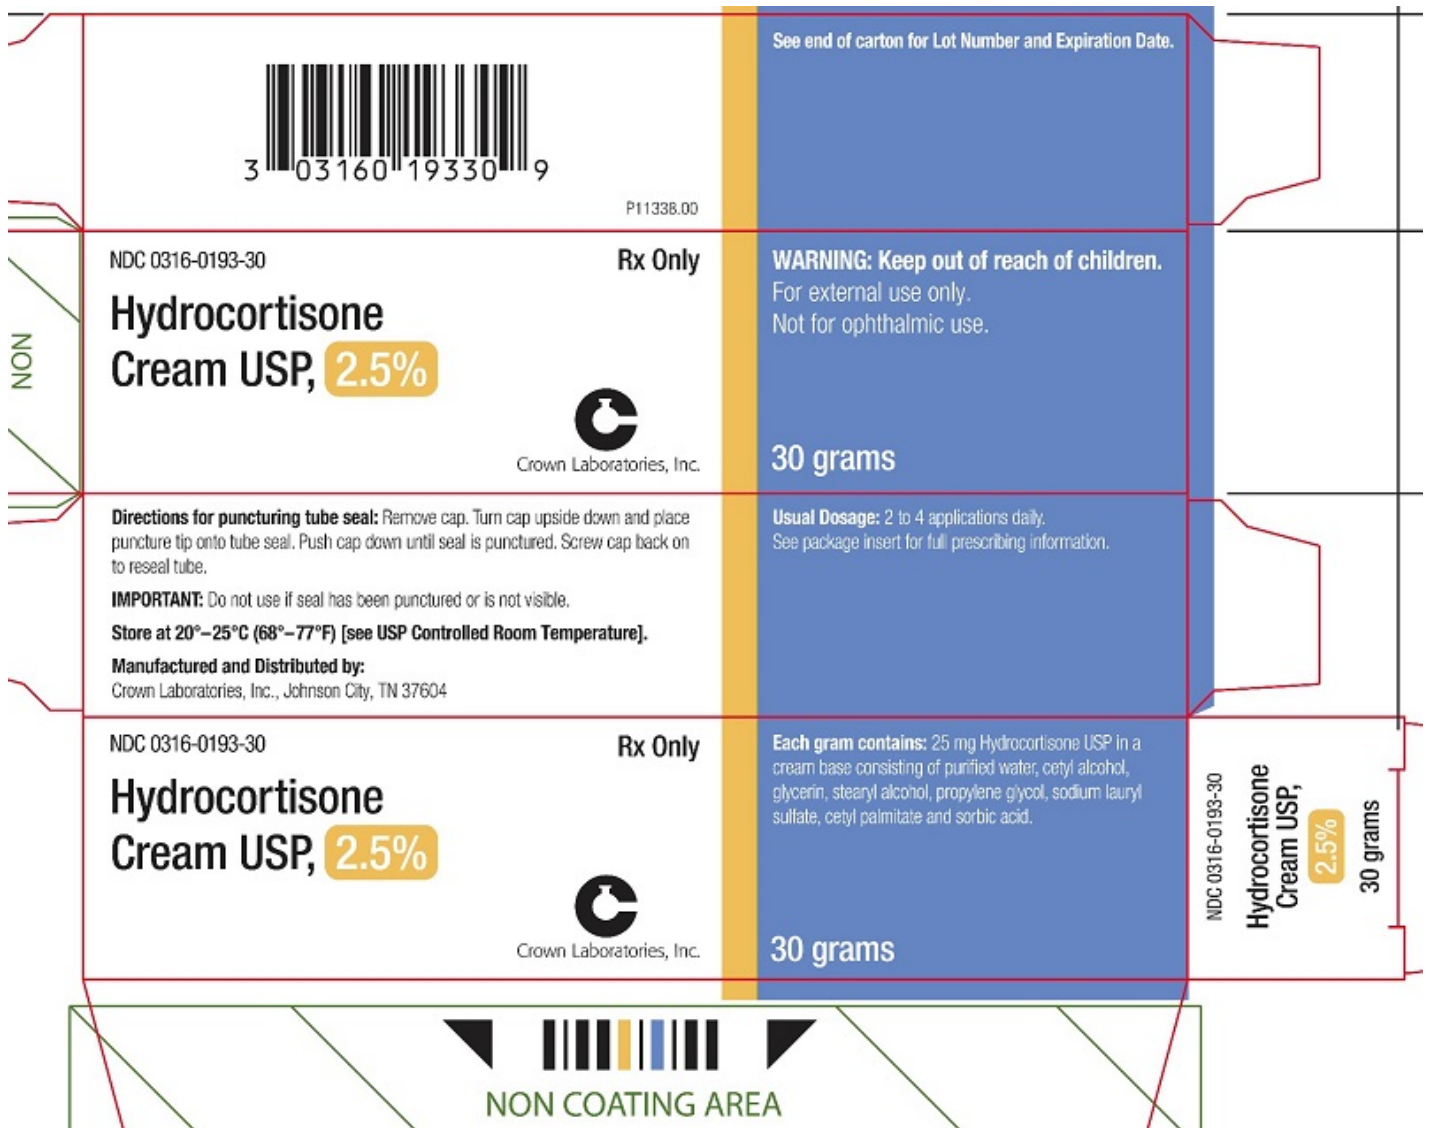 See end of carton for Lot Number and Expiration Date.
3 03160 19330 9
P11338.00
NON
NDC 0316-0193-30
Rx Only
Hydrocortisone
Cream USP, 2.5%
Crown Laboratories, Inc.
WARNING: Keep out of reach of children.
For external use only.
Not for ophthalmic use.
30 grams
Directions for puncturing tube seal: Remove cap. Turn cap upside down and place
puncture tip onto tube seal. Push cap down until seal is punctured. Screw cap back on
to reseal tube.
IMPORTANT: Do not use if seal has been punctured or is not visible.
Store at 20°–25°C (68°–77°F) [see USP Controlled Room Temperature].
Manufactured and Distributed by:
Crown Laboratories, Inc., Johnson City, TN 37604
Usual Dosage: 2 to 4 applications daily.
See package insert for full prescribing information.
NDC 0316-0193-30
Rx Only
Hydrocortisone
Cream USP, 2.5%
Crown Laboratories, Inc.
Each gram contains: 25 mg Hydrocortisone USP in a
cream base consisting of purified water, cetyl alcohol,
glycerin, stearyl alcohol, propylene glycol, sodium lauryl
sulfate, cetyl palmitate and sorbic acid.
30 grams
NDC 0316-0193-30
Hydrocortisone
Cream USP,
2.5%
30 grams
NON COATING AREA